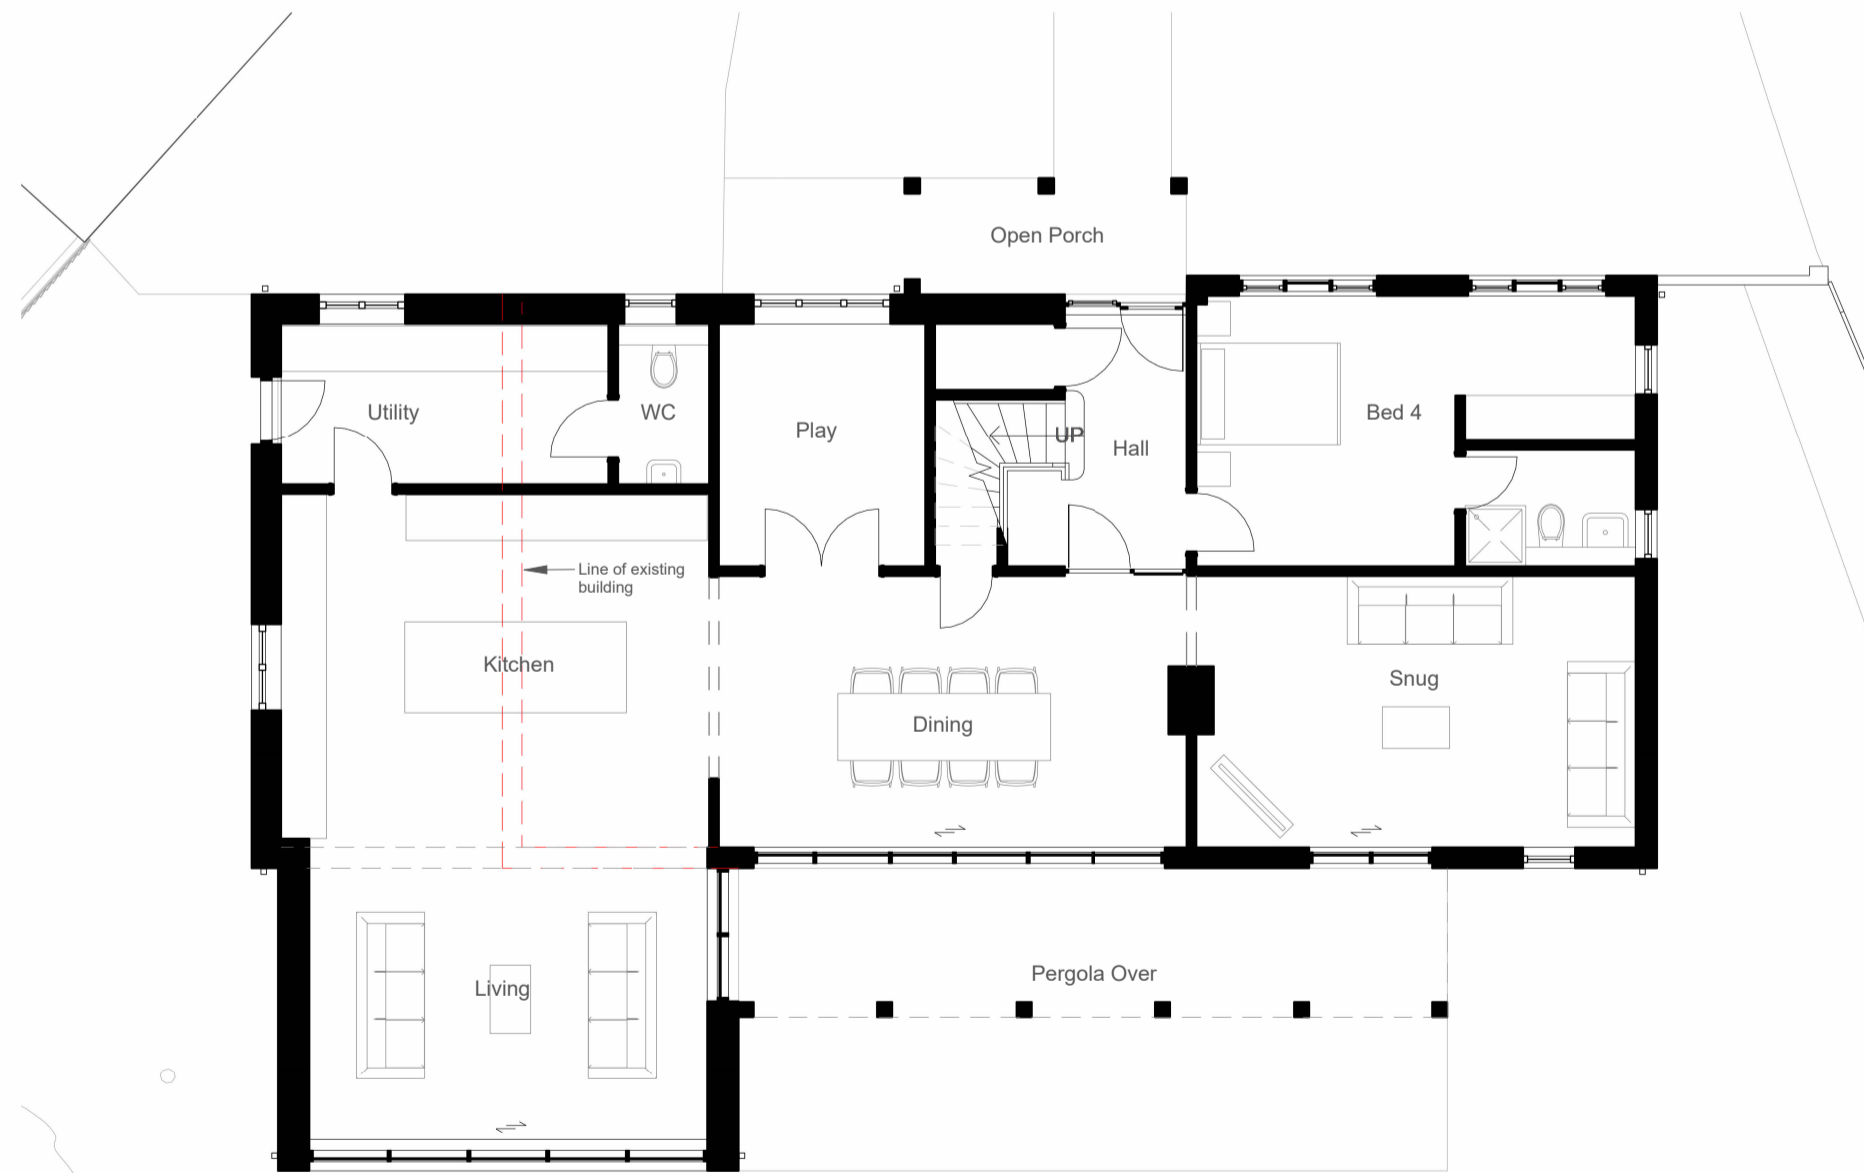 Open Porch
Utility
WC
Play
UP
Hall
Bed 4
Line of existing
building
Kitchen
Dining
Snug
Living
Pergola Over